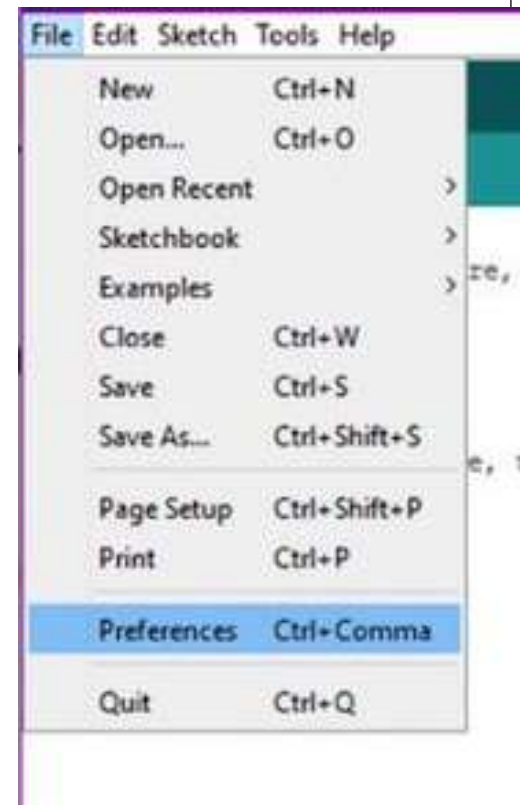 File Edit Sketch Tools Help
New Ctrl+N
Open... Ctrl+O
Open Recent >
Sketchbook >
Examples >
Close Ctrl+W
Save Ctrl+S
Save As... Ctrl+Shift+S
Page Setup Ctrl+Shift+P
Print Ctrl+P
Preferences Ctrl+Comma
Quit Ctrl+Q
re,
e,